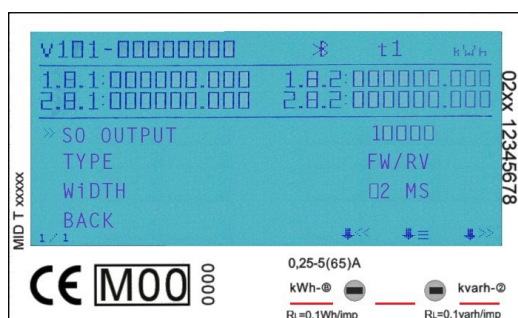 V101-00000000 t1 kWh
1.8.1:000000.000 1.8.2:000000.000
2.8.1:000000.000 2.8.2:000000.000
» SO OUTPUT 10000
TYPE FW/RV
WiDTH 02 MS
BACK
1/1 << >>
MID T xxxxx
02xx 12345678
CE M00 0000
0,25-5(65)A
kWh-® kvarh-②
RL=0.1Wh/imp RL=0.1varh/imp